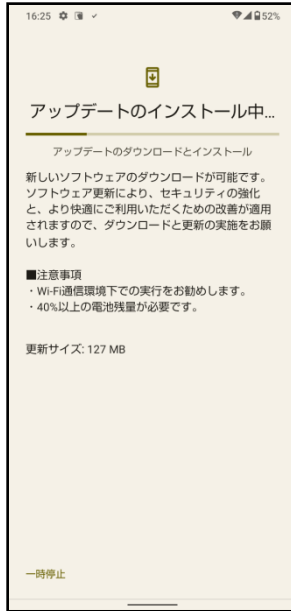 16:25 52%
アップデートのインストール中...
アップデートのダウンロードとインストール
新しいソフトウェアのダウンロードが可能です。
ソフトウェア更新により、セキュリティの強化
と、より快適にご利用いただくための改善が適用
されますので、ダウンロードと更新の実施をお願
いします。
■注意事項
・Wi-Fi通信環境下での実行をお勧めします。
・40%以上の電池残量が必要です。
更新サイズ: 127 MB
一時停止